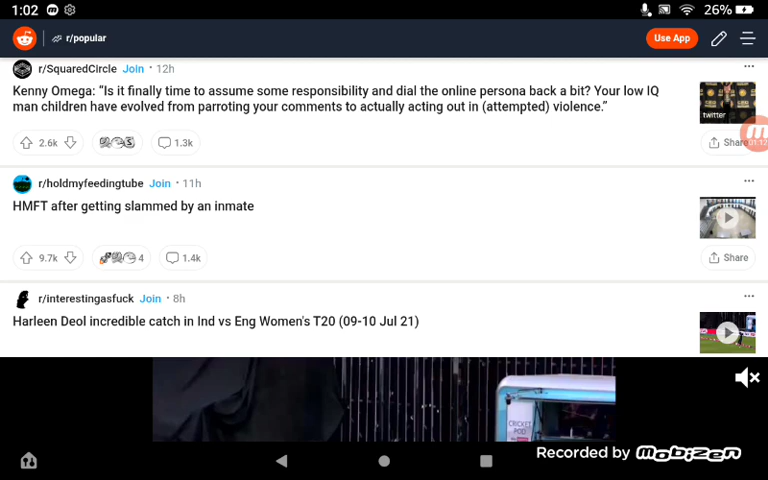 1:02
26%
r/popular
Use App
r/SquaredCircle Join • 12h
Kenny Omega: “Is it finally time to assume some responsibility and dial the online persona back a bit? Your low IQ
man children have evolved from parroting your comments to actually acting out in (attempted) violence.”
twitter
2.6k
1.3k
Share
01:12
r/holdmyfeedingtube Join • 11h
HMFT after getting slammed by an inmate
9.7k
4
1.4k
Share
r/interestingasfuck Join • 8h
Harleen Deol incredible catch in Ind vs Eng Women's T20 (09-10 Jul 21)
CRICKET
POD
Recorded by Mobizen